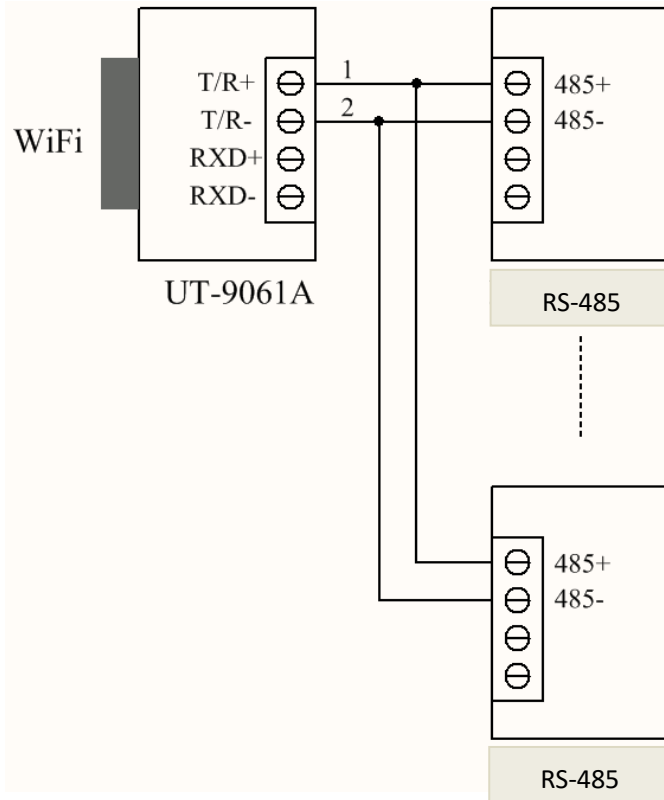 WiFi
T/R+
T/R-
RXD+
RXD-
UT-9061A
1
2
485+
485-
RS-485
485+
485-
RS-485